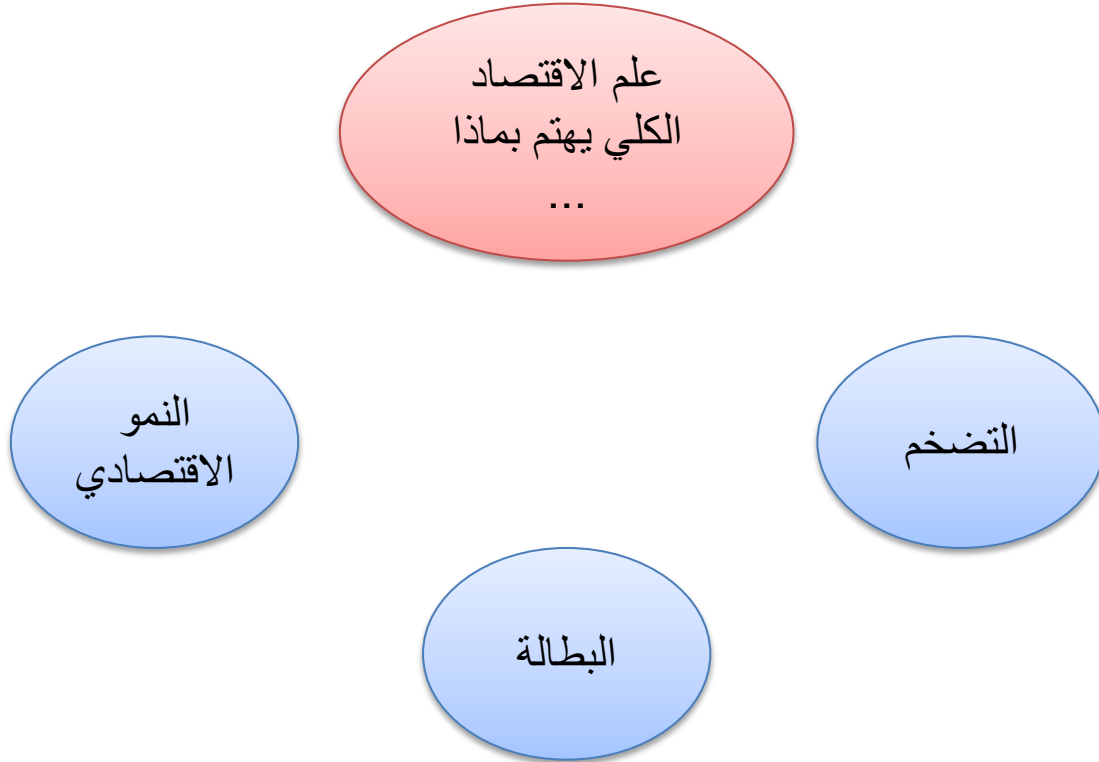 علم الاقتصاد
الكلي يهتم بماذا
...
التضخم
النمو
الاقتصادي
البطالة